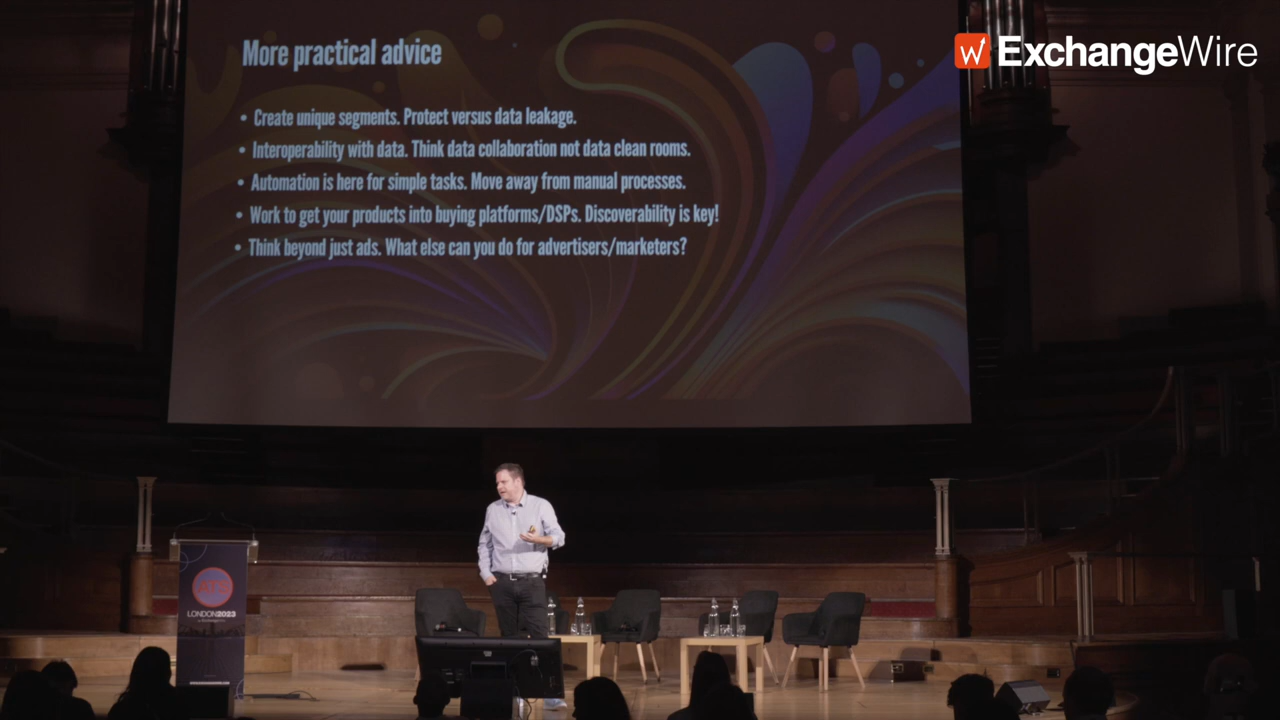 ExchangeWire
More practical advice
• Create unique segments. Protect versus data leakage.
• Interoperability with data. Think data collaboration not data clean rooms.
• Automation is here for simple tasks. Move away from manual processes.
• Work to get your products into buying platforms/DSPs. Discoverability is key!
• Think beyond just ads. What else can you do for advertisers/marketers?
ATS
LONDON2023